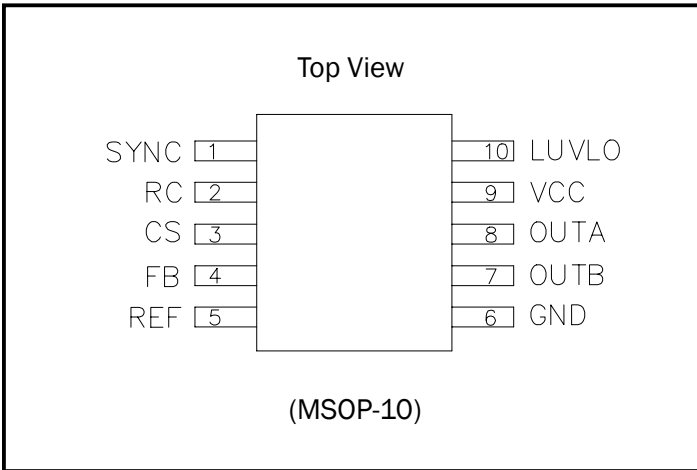 Top View
SYNC 1 10 LUVLO
RC 2 9 VCC
CS 3 8 OUTA
FB 4 7 OUTB
REF 5 6 GND
(MSOP-10)